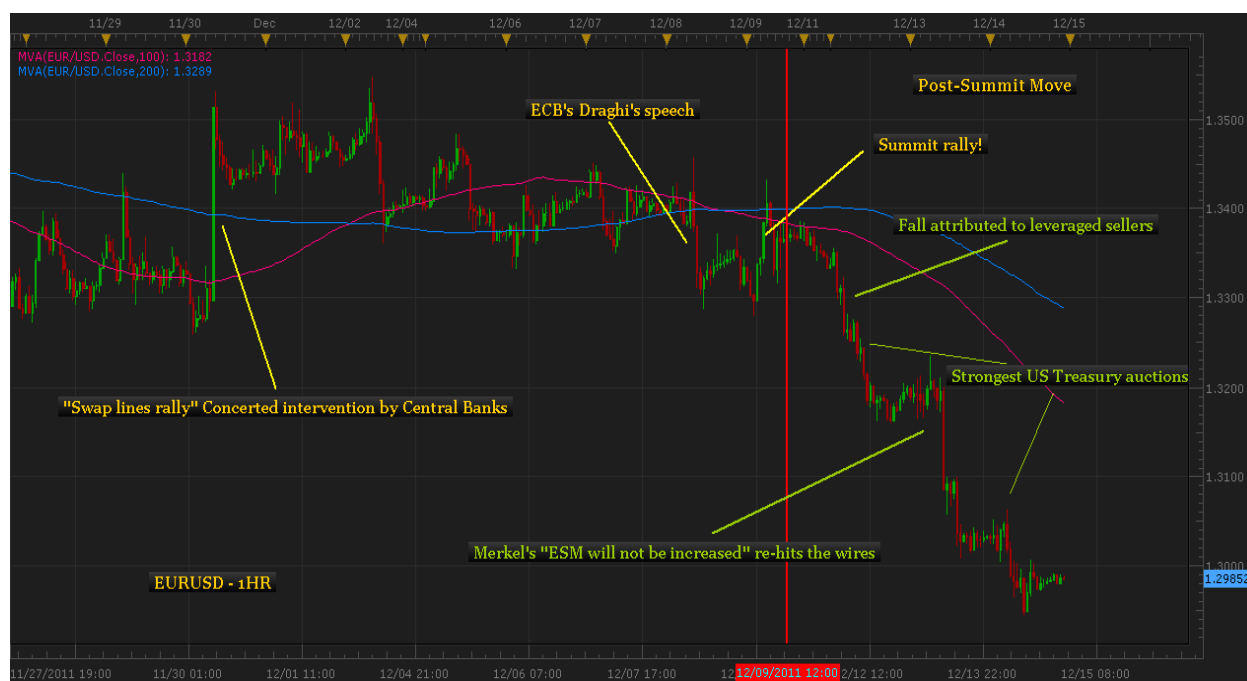 11/29 11/30 Dec 12/02 12/04 12/06 12/07 12/08 12/09 12/11 12/13 12/14 12/15
MVA(EUR/USD.Close,100): 1.3182
MVA(EUR/USD.Close,200): 1.3289
Post-Summit Move
ECB's Draghi's speech
1.3500
Summit rally!
1.3400
Fall attributed to leveraged sellers
1.3300
Strongest US Treasury auctions
1.3200
"Swap lines rally" Concerted intervention by Central Banks
1.3100
Merkel's "ESM will not be increased" re-hits the wires
1.3000
EURUSD - 1HR
1.29852
11/27/2011 19:00 11/30 01:00 12/01 11:00 12/04 21:00 12/06 07:00 12/07 17:00 12/09/2011 12:00 2/12 12:00 12/13 22:00 12/15 08:00